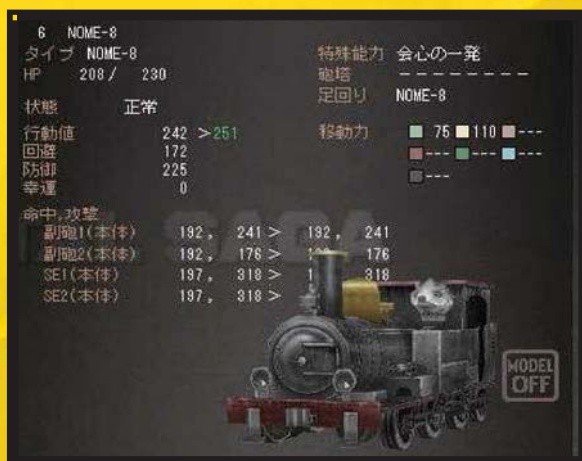 6 NOME-8
タイプ NOME-8
HP 208/ 230
状態 正常
行動値 242 >251
回避 172
防御 225
幸運 0
命中,攻撃
副砲1(本体) 192, 241 > 192, 241
副砲2(本体) 192, 176 > 176
SE1(本体) 197, 318 > 318
SE2(本体) 197, 318 >
特殊能力 会心の一発
砲塔 --------
足回り NOME-8
移動力 75 110 ---
--- --- ---
---
SAGA
MODEL
OFF